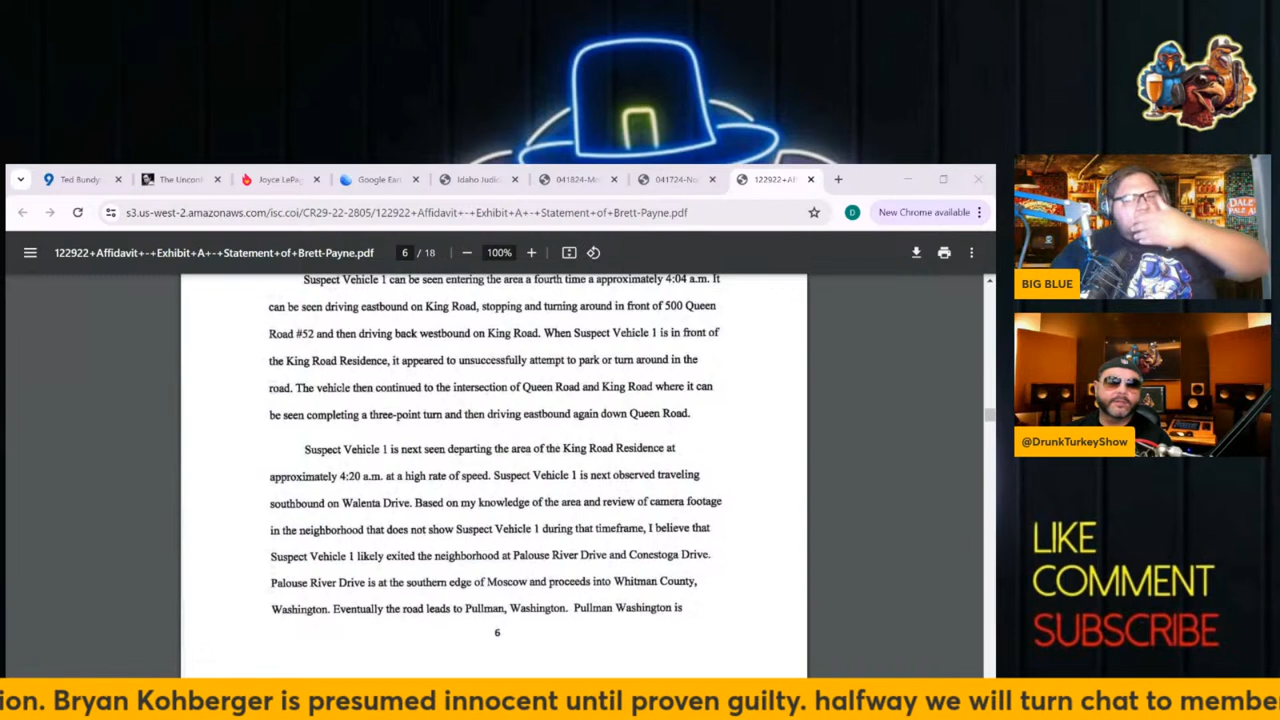 Ted Bundy
The Uncom
Joyce LePa
Google Ear
Idaho Judic
041824-Mo
041724-No
122922+Af
s3.us-west-2.amazonaws.com/isc.coi/CR29-22-2805/122922+Affidavit+-+Exhibit+A+-+Statement+of+Brett-Payne.pdf
D
New Chrome available
122922+Affidavit+-+Exhibit+A+-+Statement+of+Brett-Payne.pdf
6 / 18
100%
Suspect Vehicle 1 can be seen entering the area a fourth time a approximately 4:04 a.m. It
can be seen driving eastbound on King Road, stopping and turning around in front of 500 Queen
Road #52 and then driving back westbound on King Road. When Suspect Vehicle 1 is in front of
the King Road Residence, it appeared to unsuccessfully attempt to park or turn around in the
road. The vehicle then continued to the intersection of Queen Road and King Road where it can
be seen completing a three-point turn and then driving eastbound again down Queen Road.
Suspect Vehicle 1 is next seen departing the area of the King Road Residence at
approximately 4:20 a.m. at a high rate of speed. Suspect Vehicle 1 is next observed traveling
southbound on Walenta Drive. Based on my knowledge of the area and review of camera footage
in the neighborhood that does not show Suspect Vehicle 1 during that timeframe, I believe that
Suspect Vehicle 1 likely exited the neighborhood at Palouse River Drive and Conestoga Drive.
Palouse River Drive is at the southern edge of Moscow and proceeds into Whitman County,
Washington. Eventually the road leads to Pullman, Washington. Pullman Washington is
6
DALE
PALE A
BIG BLUE
@DrunkTurkeyShow
LIKE
COMMENT
SUBSCRIBE
ion. Bryan Kohberger is presumed innocent until proven guilty. halfway we will turn chat to membe